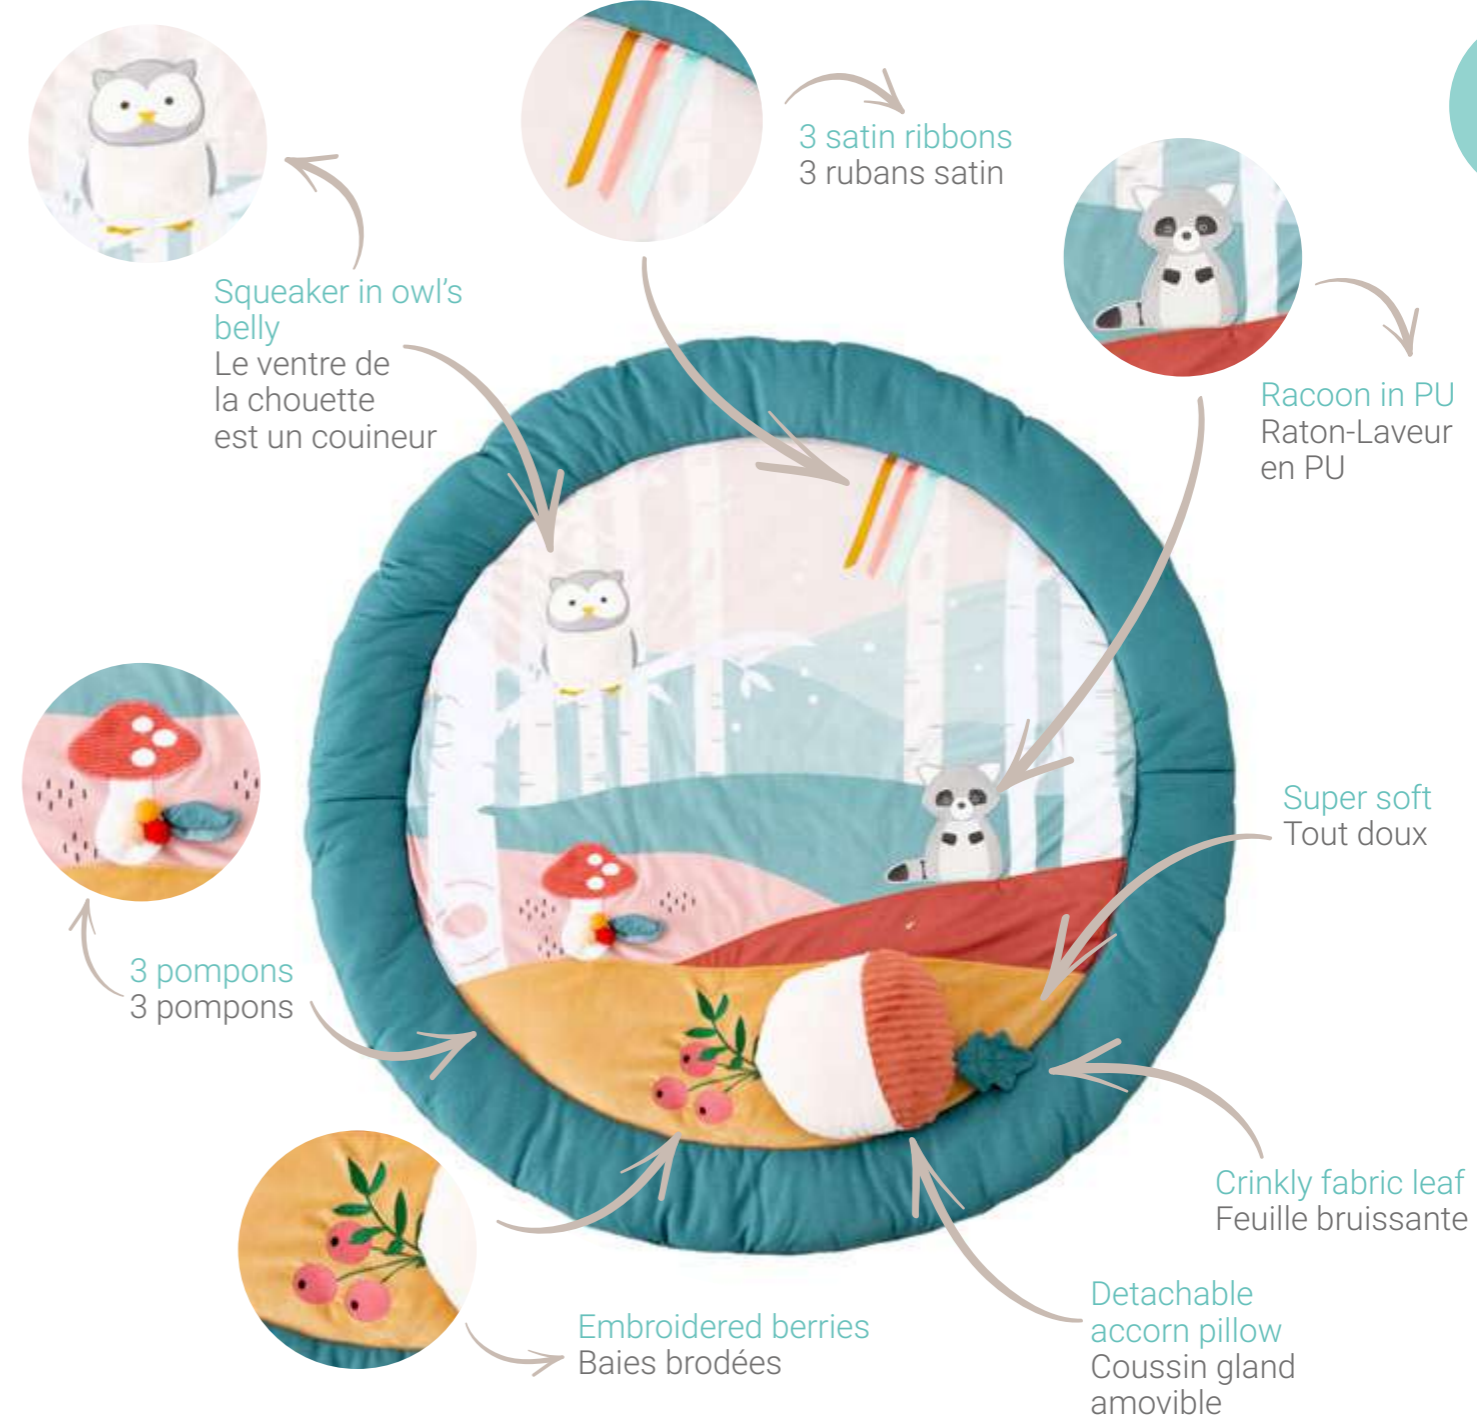 3 satin ribbons
3 rubans satin
Squeaker in owl's
belly
Le ventre de
la chouette
est un couineur
Racoon in PU
Raton-Laveur
en PU
Super soft
Tout doux
3 pompons
3 pompons
Crinkly fabric leaf
Feuille bruissante
Detachable
accorn pillow
Coussin gland
amovible
Embroidered berries
Baies brodées